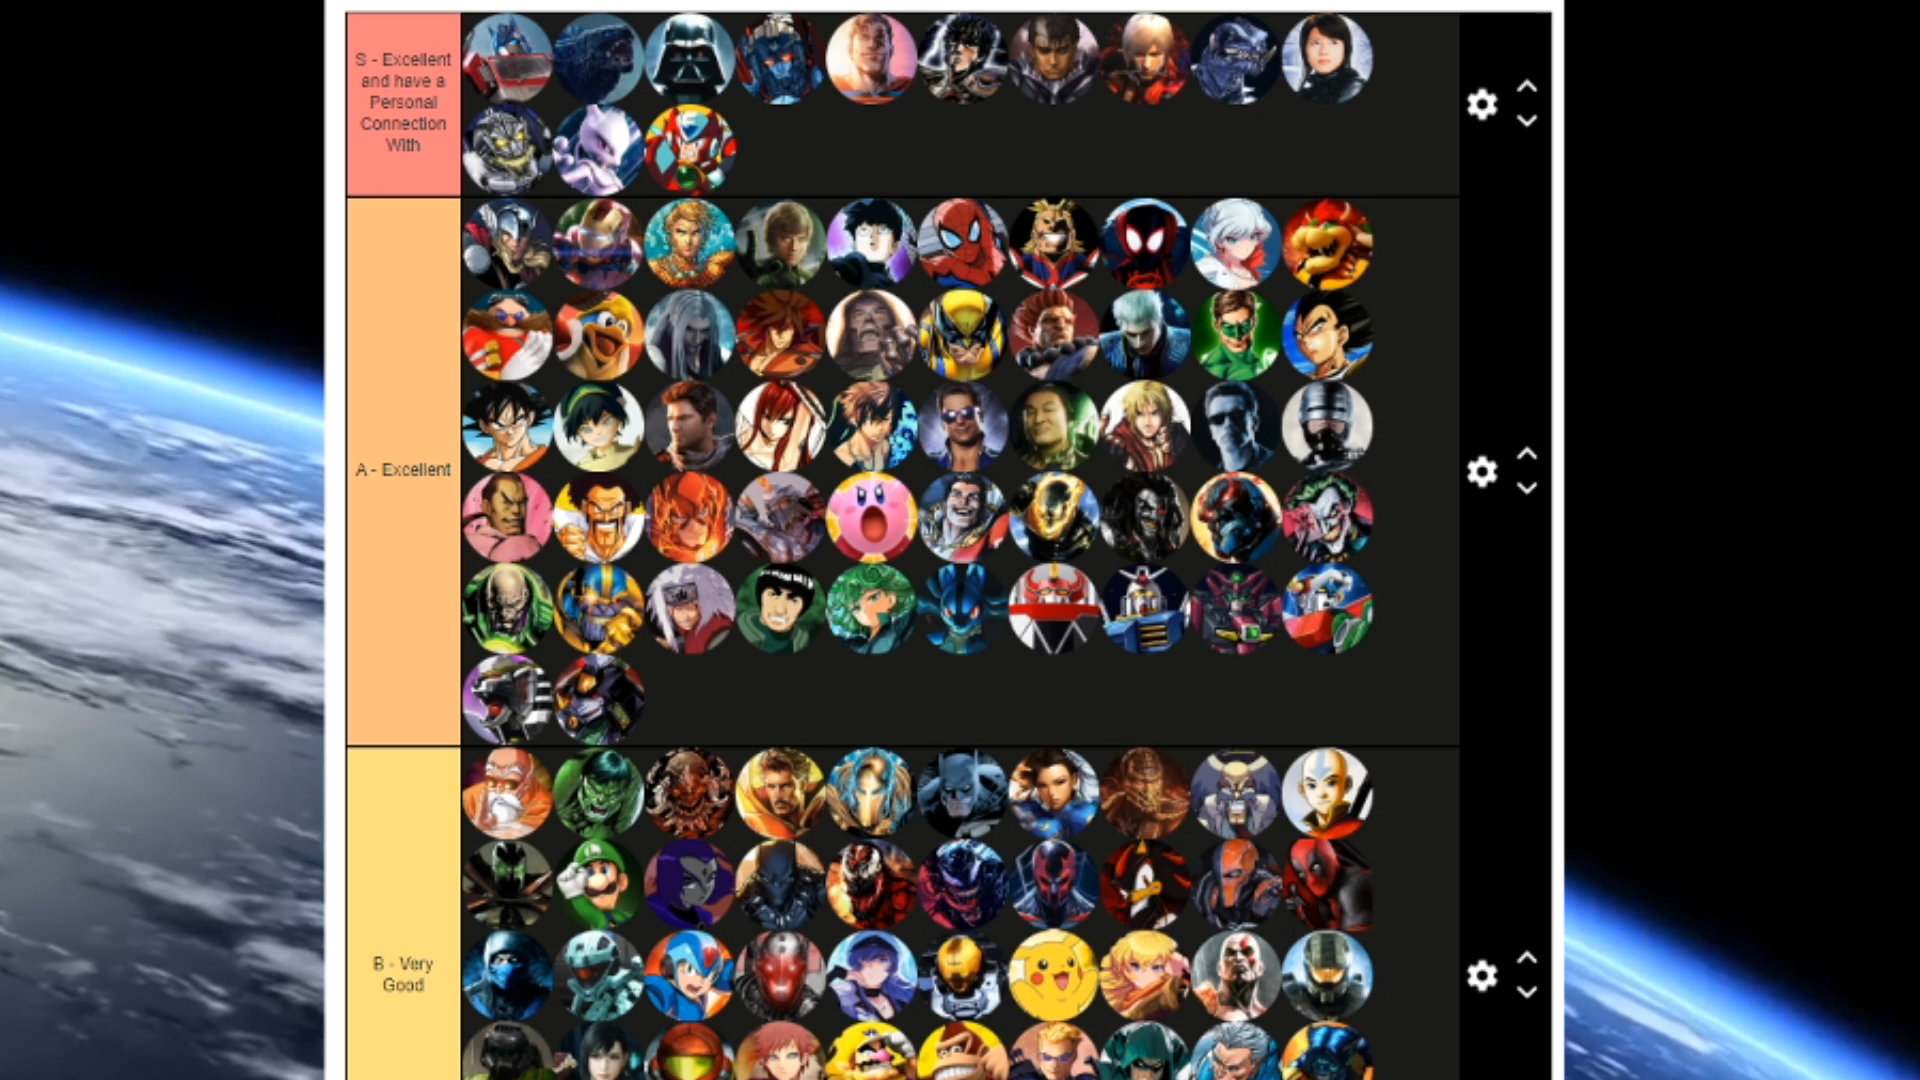 S - Excellent
and have a
Personal
Connection
With
A - Excellent
B - Very
Good